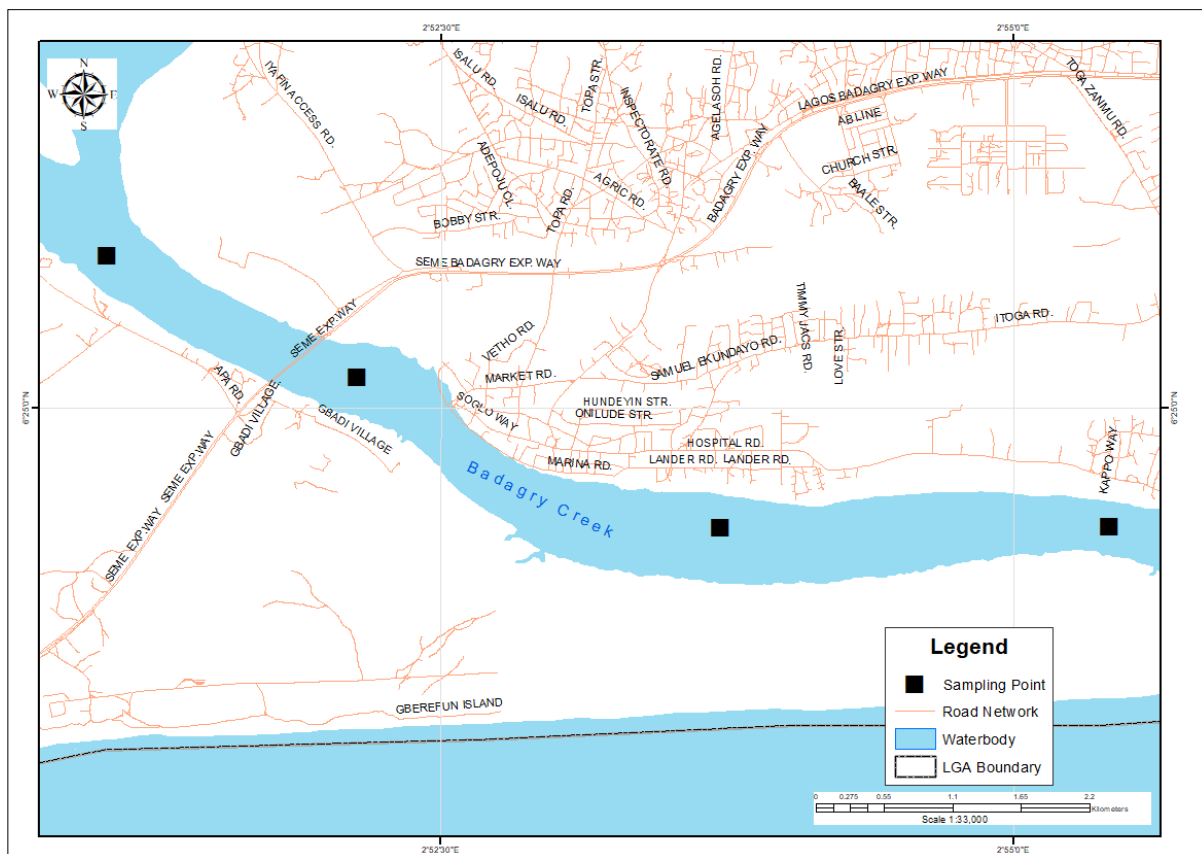 2°52'30"E
2°55'0"E
N
W
E
S
IYAFIN ACCESS RD.
ISALU RD.
ISALU RD.
TOPA STR.
INSPECTORATE RD.
AGELASOH RD.
LAGOS BADAGRY EXP. WAY
TOGA ZANMU RD.
AB LINE
CHURCH STR.
BAALE STR.
ADEPOJU CL.
AGRIC RD.
BADAGRY EXP. WAY
BOBBY STR.
TOPA RD.
SEME BADAGRY EXP. WAY
SEME EXP.WAY
VETHO RD.
TIMMY JACS RD.
LOVE STR.
ITOGA RD.
SAMUEL EKUNDAYO RD.
MARKET RD.
APA RD.
GBADI VILLAGE
GBADI VILLAGE
SOGLO WAY
HUNDEYIN STR.
ONILUDE STR.
6°25'0"N
6°25'0"N
HOSPITAL RD.
MARINA RD.
LANDER RD.
LANDER RD.
KAPPO WAY
SEME EXP.WAY
SEME EXP.WAY
Badagry Creek
GBEREFUN ISLAND
Legend
Sampling Point
Road Network
Waterbody
LGA Boundary
0 0.275 0.55 1.1 1.65 2.2
Kilometers
Scale 1:33,000
2°52'30"E
2°55'0"E